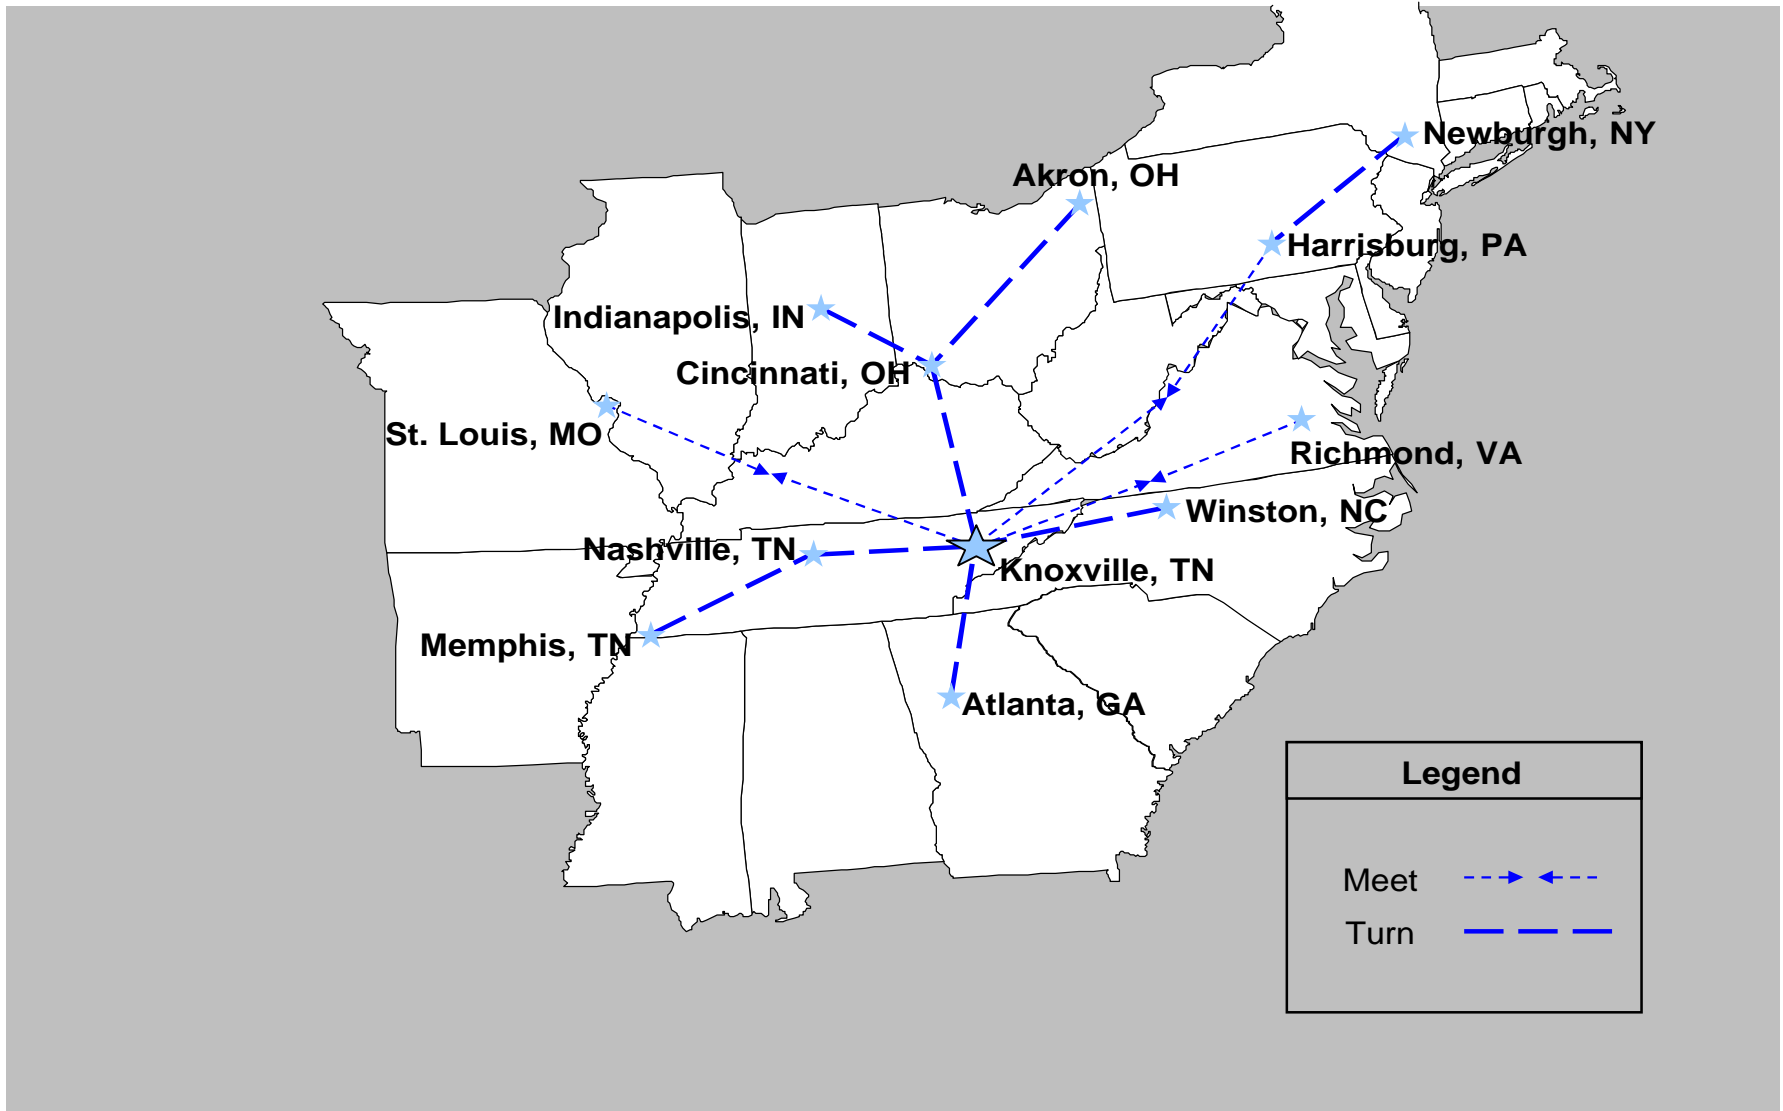 Newburgh, NY
Akron, OH
Harrisburg, PA
Indianapolis, IN
Cincinnati, OH
St. Louis, MO
Richmond, VA
Winston, NC
Nashville, TN
Knoxville, TN
Memphis, TN
Atlanta, GA
Legend
Meet
Turn